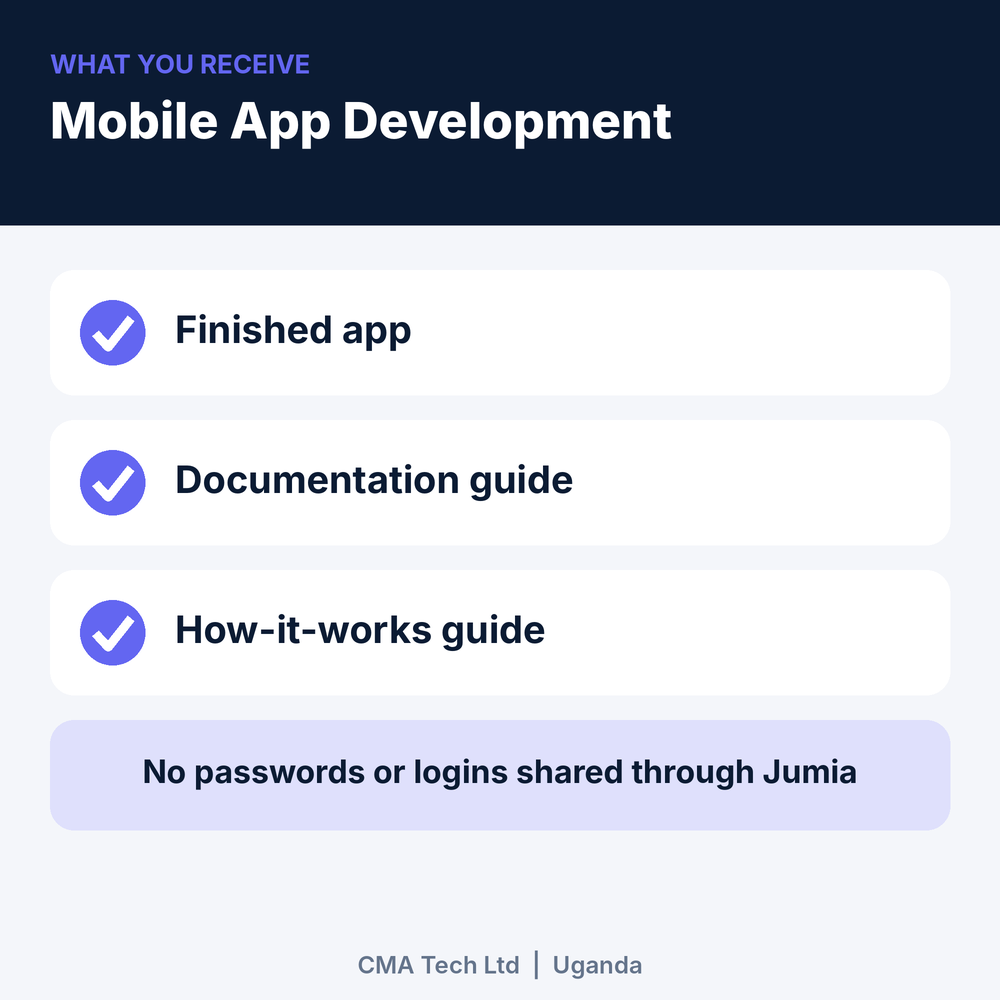 WHAT YOU RECEIVE
Mobile App Development
Finished app
Documentation guide
How-it-works guide
No passwords or logins shared through Jumia
CMA Tech Ltd | Uganda